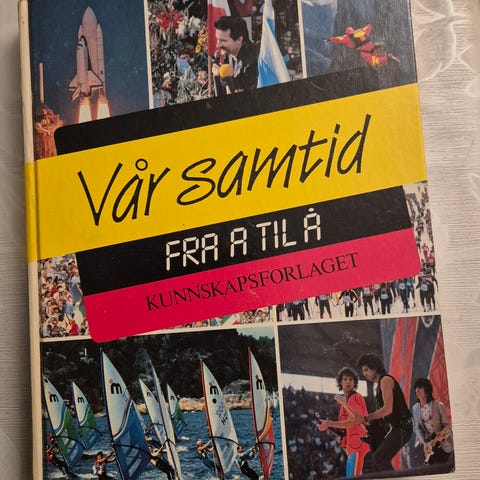 Vår samtid
FRA A TIL Å
KUNNSKAPSFORLAGET